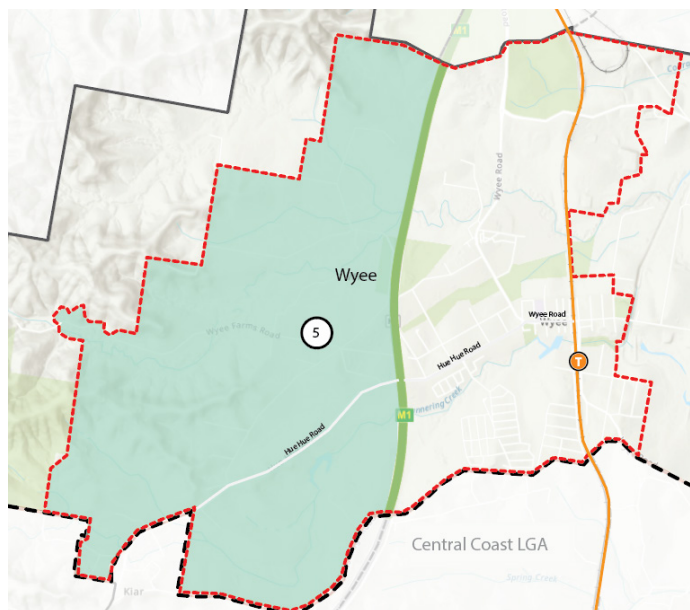 M1
Wyee Road
Wyee
Wyee Farms Road
5
Wyee Road
Wyee
Hue Hue Road
T
Hue Hue Road
M1
Creek
Central Coast LGA
Spring Creek
Kiar